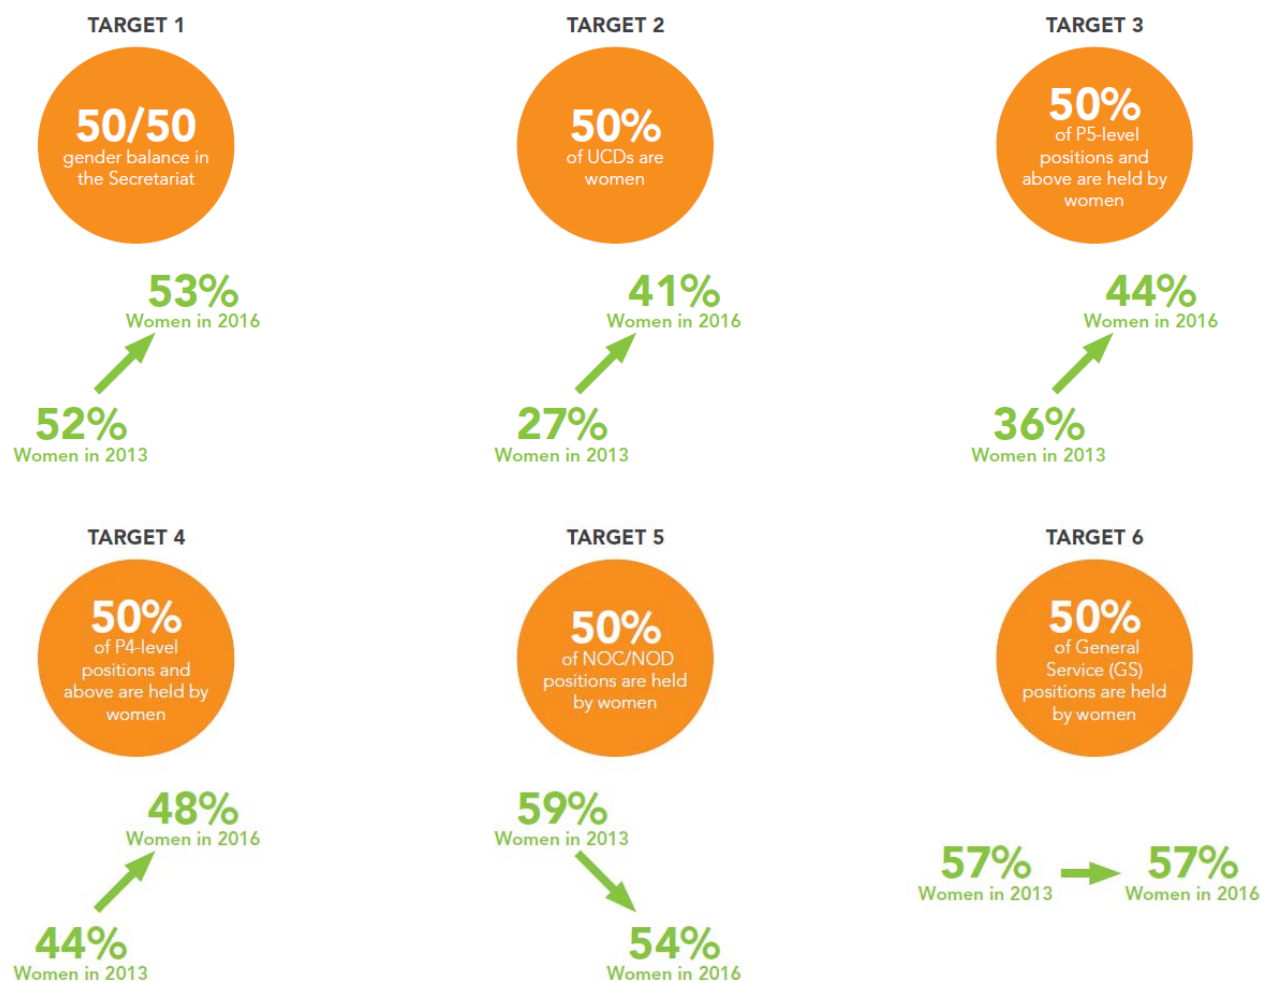 TARGET 1
50/50
gender balance in
the Secretariat
53%
Women in 2016
52%
Women in 2013
TARGET 2
50%
of UCDs are
women
41%
Women in 2016
27%
Women in 2013
TARGET 3
50%
of P5-level
positions and
above are held by
women
44%
Women in 2016
36%
Women in 2013
TARGET 4
50%
of P4-level
positions and
above are held by
women
48%
Women in 2016
44%
Women in 2013
TARGET 5
50%
of NOC/NOD
positions are held
by women
59%
Women in 2013
54%
Women in 2016
TARGET 6
50%
of General
Service (GS)
positions are held
by women
57%
Women in 2013
57%
Women in 2016